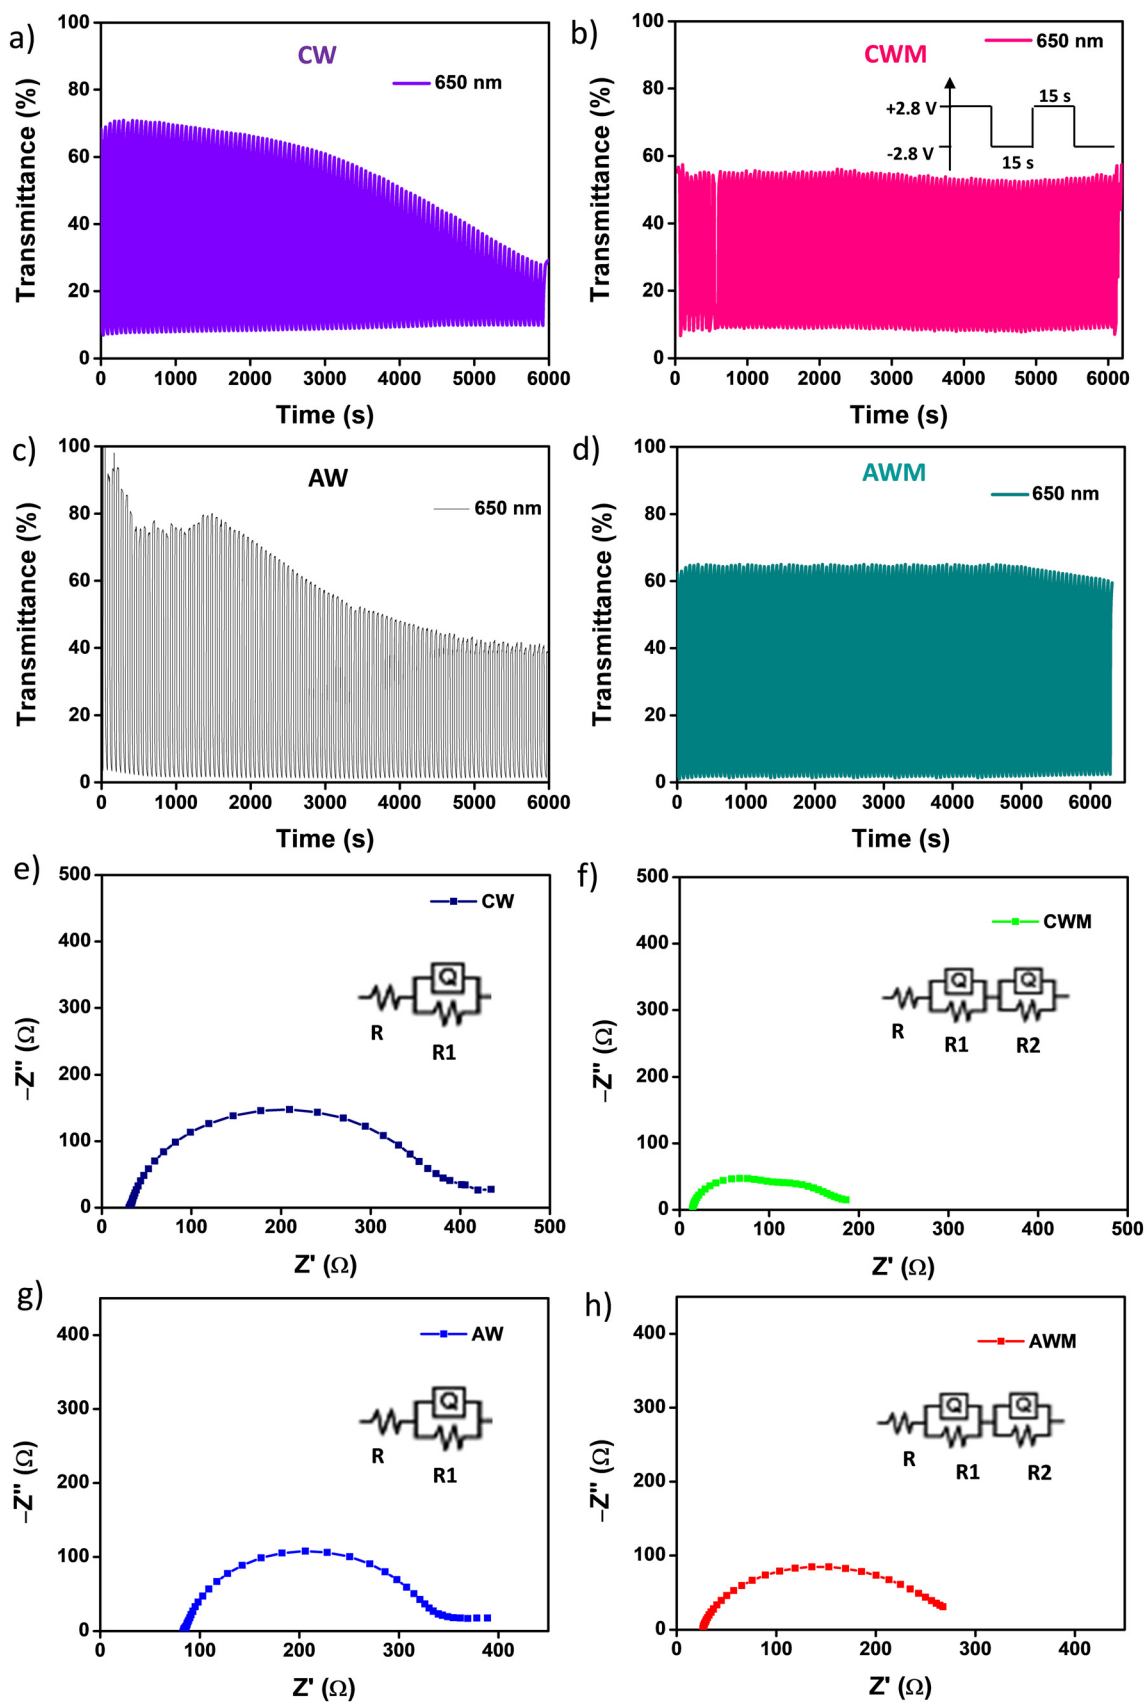 a)
CW
650 nm
100
80
60
40
20
0
Transmittance (%)
0 1000 2000 3000 4000 5000 6000
Time (s)
b)
CWM
650 nm
+2.8 V
15 s
-2.8 V
15 s
100
80
60
40
20
0
Transmittance (%)
0 1000 2000 3000 4000 5000 6000
Time (s)
c)
AW
650 nm
100
80
60
40
20
0
Transmittance (%)
0 1000 2000 3000 4000 5000 6000
Time (s)
d)
AWM
650 nm
100
80
60
40
20
0
Transmittance (%)
0 1000 2000 3000 4000 5000 6000
Time (s)
e)
CW
Q
R
R1
500
400
300
200
100
0
–Z'' (Ω)
0 100 200 300 400 500
Z' (Ω)
f)
CWM
Q Q
R
R1 R2
500
400
300
200
100
0
–Z'' (Ω)
0 100 200 300 400 500
Z' (Ω)
g)
AW
Q
R
R1
400
300
200
100
0
–Z'' (Ω)
0 100 200 300 400
Z' (Ω)
h)
AWM
Q Q
R
R1 R2
400
300
200
100
0
–Z'' (Ω)
0 100 200 300 400
Z' (Ω)